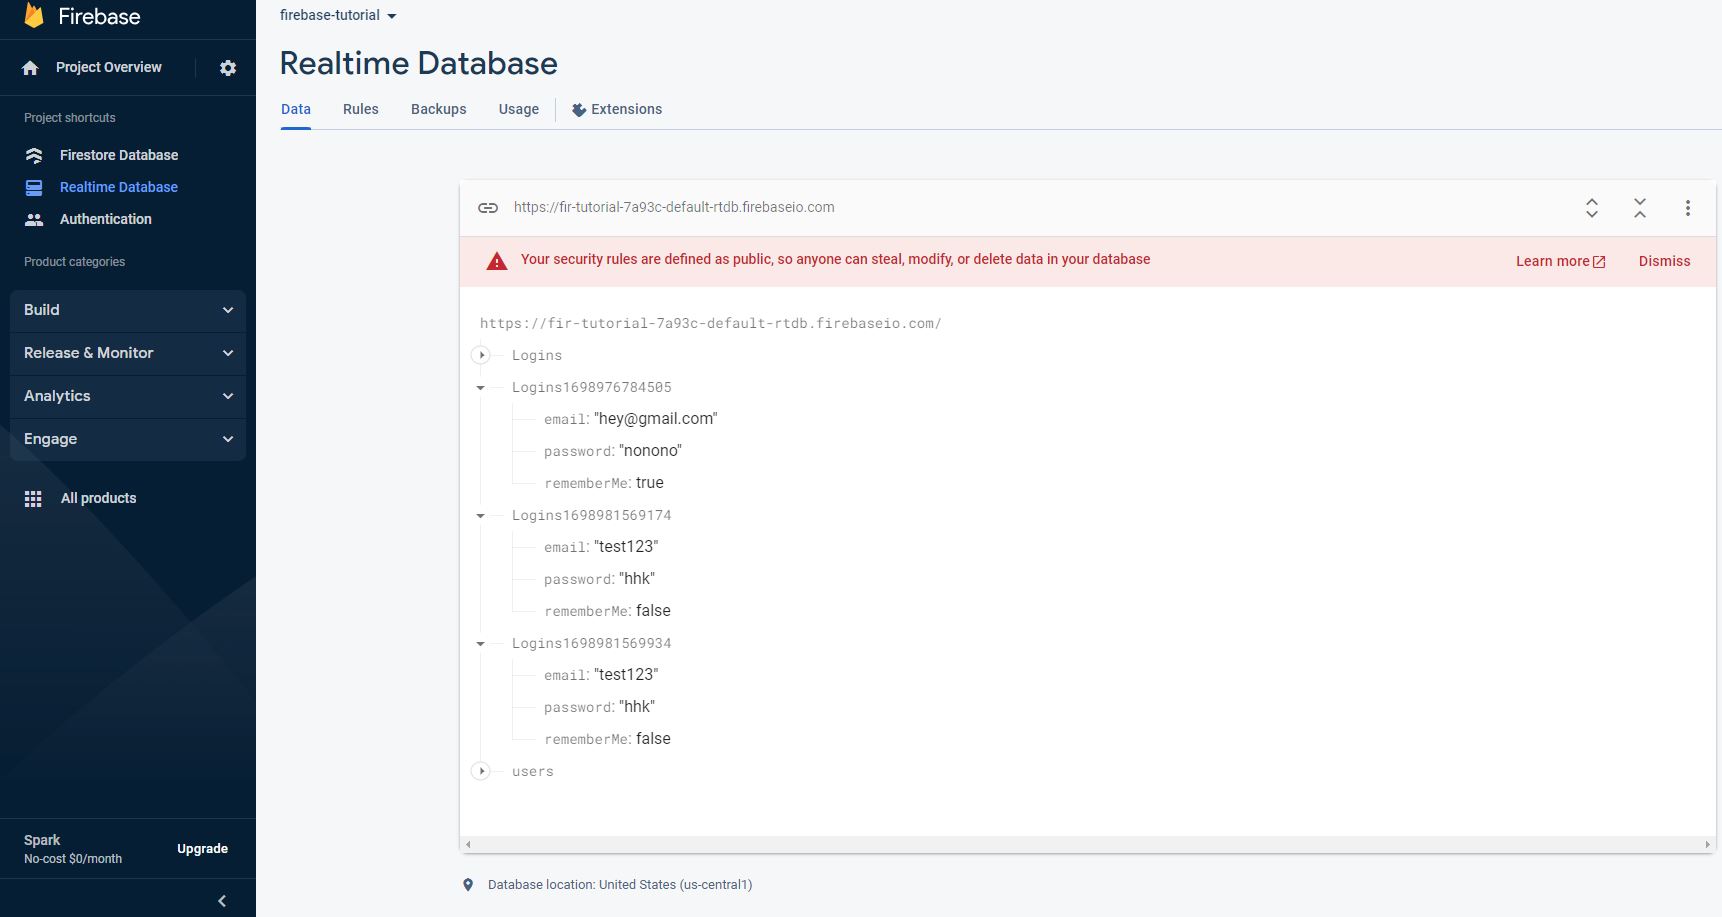 Firebase
Project Overview
Project shortcuts
Firestore Database
Realtime Database
Authentication
Product categories
Build
Release & Monitor
Analytics
Engage
All products
Spark
No-cost $0/month
Upgrade
firebase-tutorial
Realtime Database
Data Rules Backups Usage Extensions
https://fir-tutorial-7a93c-default-rtdb.firebaseio.com
Your security rules are defined as public, so anyone can steal, modify, or delete data in your database Learn more Dismiss
https://fir-tutorial-7a93c-default-rtdb.firebaseio.com/
Logins
Logins1698976784505
email: "hey@gmail.com"
password: "nonono"
rememberMe: true
Logins1698981569174
email: "test123"
password: "hhk"
rememberMe: false
Logins1698981569934
email: "test123"
password: "hhk"
rememberMe: false
users
Database location: United States (us-central1)